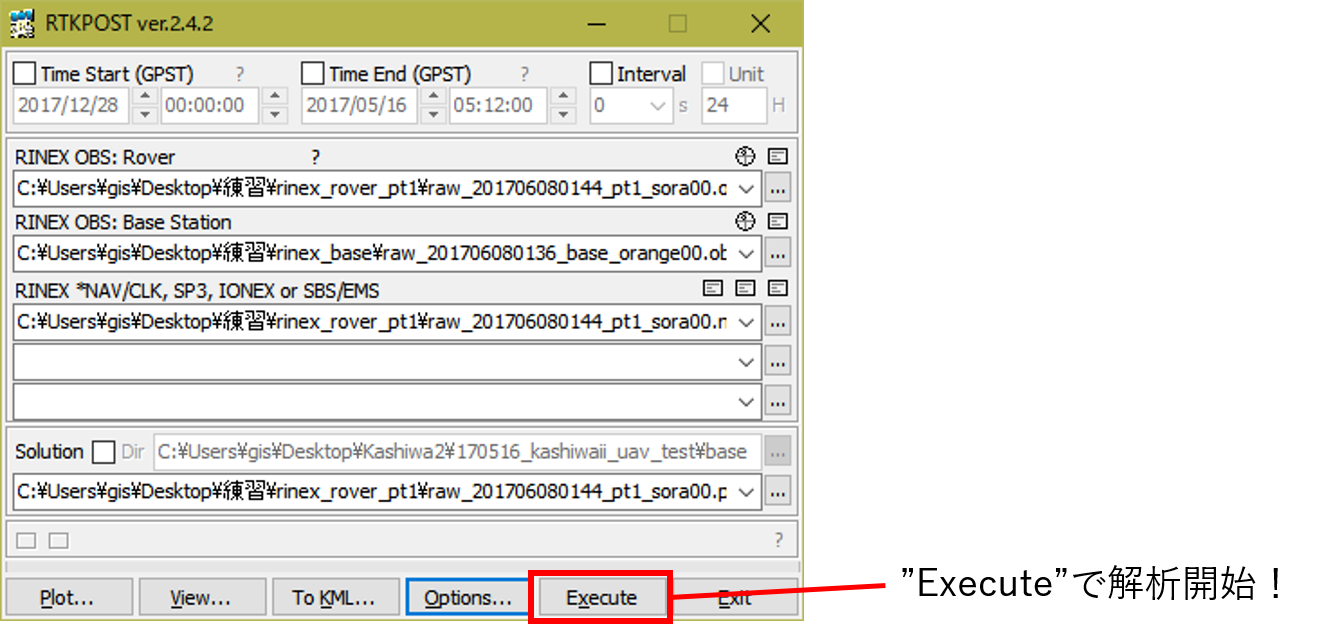 RTKPOST ver.2.4.2
Time Start (GPST) ? Time End (GPST) ? Interval Unit
2017/12/28 00:00:00 2017/05/16 05:12:00 0 s 24 H
RINEX OBS: Rover ?
C:¥Users¥gis¥Desktop¥練習¥rinex_rover_pt1¥raw_201706080144_pt1_sora00.o ...
RINEX OBS: Base Station
C:¥Users¥gis¥Desktop¥練習¥rinex_base¥raw_201706080136_base_orange00.ob ...
RINEX *NAV/CLK, SP3, IONEX or SBS/EMS
C:¥Users¥gis¥Desktop¥練習¥rinex_rover_pt1¥raw_201706080144_pt1_sora00.n ...
...
...
Solution Dir C:¥Users¥gis¥Desktop¥Kashiwa2¥170516_kashiwaii_uav_test¥base ...
C:¥Users¥gis¥Desktop¥練習¥rinex_rover_pt1¥raw_201706080144_pt1_sora00.p ...
?
Plot... View... To KML... Options... Execute Exit
”Execute”で解析開始！